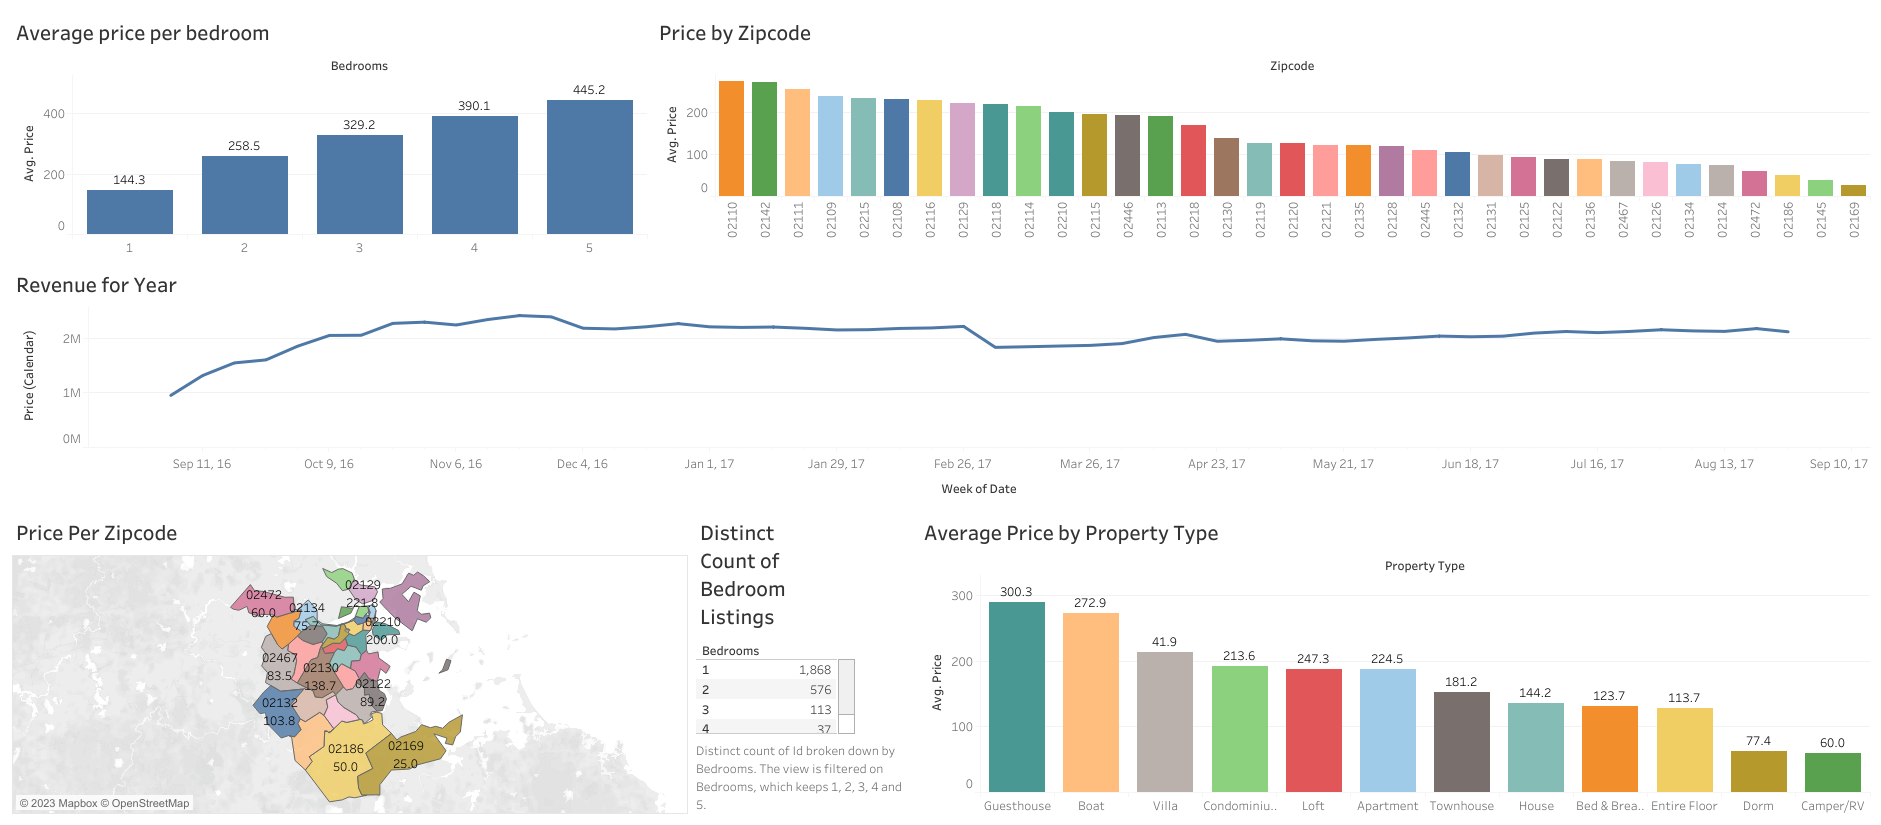 Average price per bedroom
Bedrooms
Avg. Price
400
200
0
144.3
258.5
329.2
390.1
445.2
1 2 3 4 5
Price by Zipcode
Zipcode
Avg. Price
200
100
0
02110 02142 02111 02109 02215 02108 02116 02129 02118 02114 02210 02115 02446 02113 02218 02130 02119 02120 02121 02135 02128 02445 02132 02131 02125 02122 02136 02467 02126 02134 02124 02472 02186 02145 02169
Revenue for Year
Price (Calendar)
2M
1M
0M
Sep 11, 16 Oct 9, 16 Nov 6, 16 Dec 4, 16 Jan 1, 17 Jan 29, 17 Feb 26, 17 Mar 26, 17 Apr 23, 17 May 21, 17 Jun 18, 17 Jul 16, 17 Aug 13, 17 Sep 10, 17
Week of Date
Price Per Zipcode
02129
221.8
02472
60.0
02134
75.7
02210
200.0
02467
83.5
02130
138.7
02122
89.2
02132
103.8
02186
50.0
02169
25.0
© 2023 Mapbox © OpenStreetMap
Distinct
Count of
Bedroom
Listings
Bedrooms
1 1,868
2 576
3 113
4 37
Distinct count of Id broken down by
Bedrooms. The view is filtered on
Bedrooms, which keeps 1, 2, 3, 4 and
5.
Average Price by Property Type
Property Type
Avg. Price
300
200
100
0
300.3
272.9
41.9
213.6
247.3
224.5
181.2
144.2
123.7
113.7
77.4
60.0
Guesthouse Boat Villa Condominiu.. Loft Apartment Townhouse House Bed & Brea.. Entire Floor Dorm Camper/RV